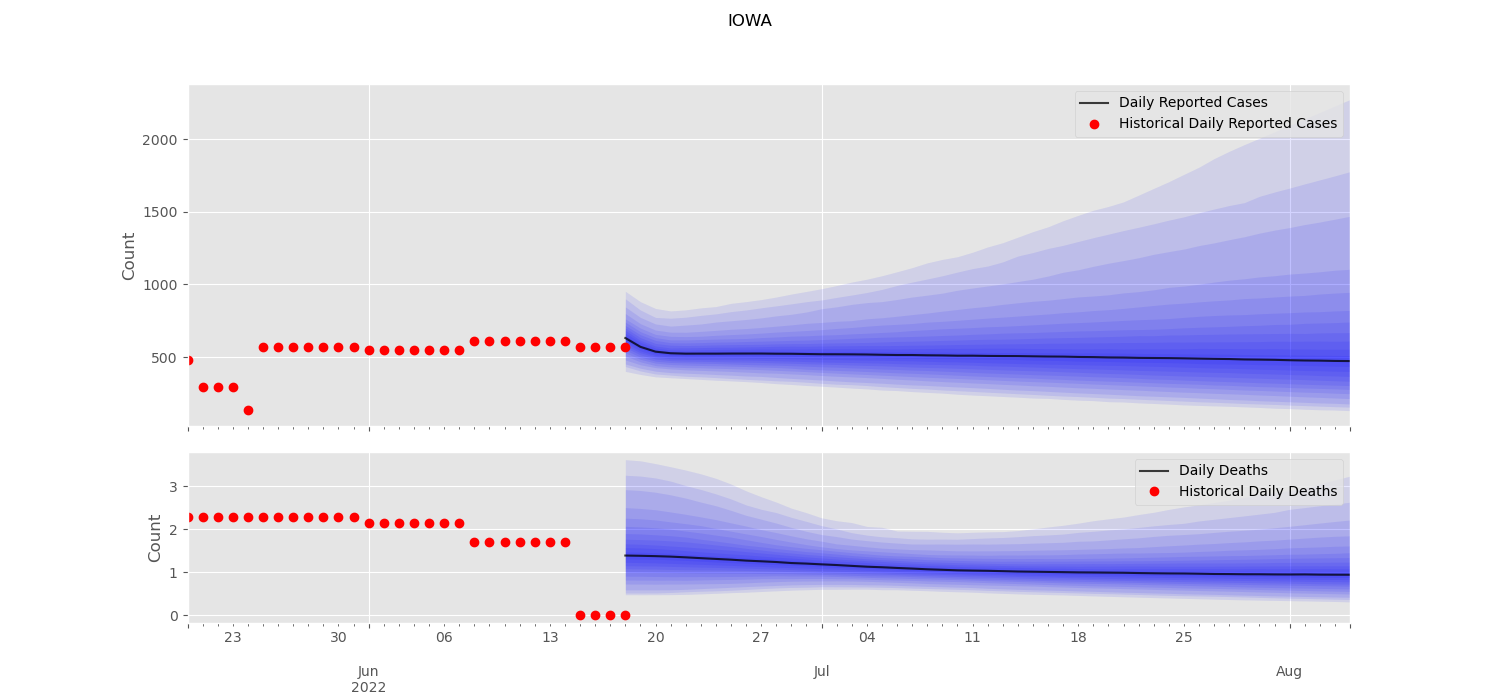 IOWA
Count
2000
1500
1000
500
Daily Reported Cases
Historical Daily Reported Cases
Count
3
2
1
0
Daily Deaths
Historical Daily Deaths
23 30 06 13 20 27 04 11 18 25
Jun Jul Aug
2022